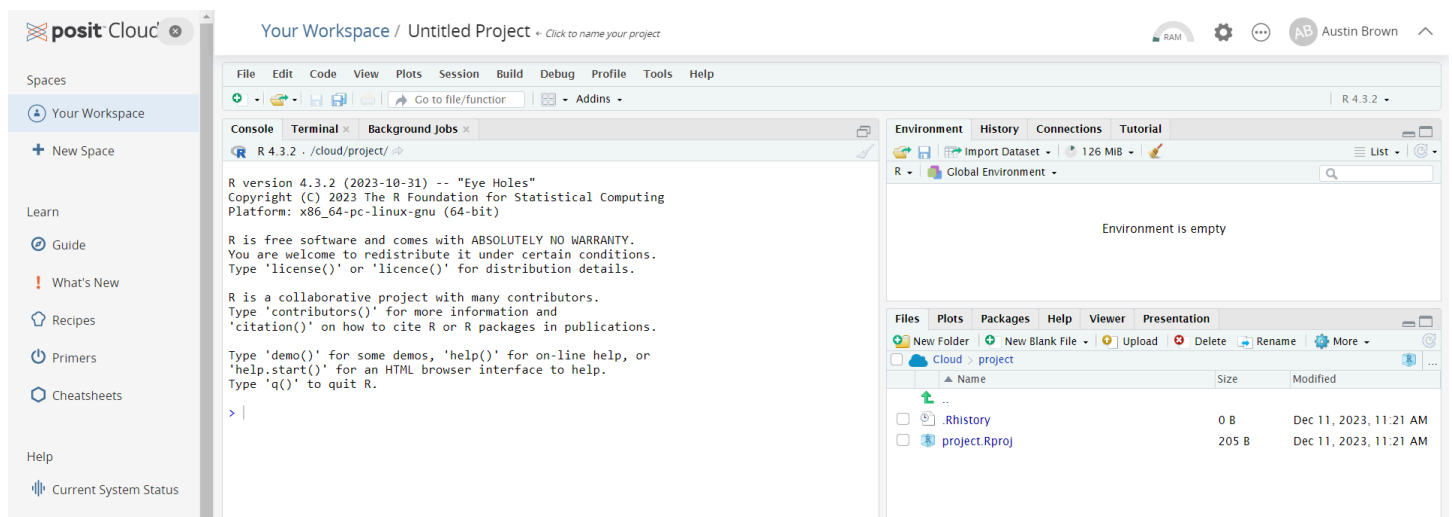 posit Cloud
Your Workspace / Untitled Project ← Click to name your project
RAM
AB
Austin Brown
Spaces
Your Workspace
New Space
Learn
Guide
What's New
Recipes
Primers
Cheatsheets
Help
Current System Status
File Edit Code View Plots Session Build Debug Profile Tools Help
Go to file/function
Addins
R 4.3.2
Console Terminal Background Jobs
R 4.3.2 . /cloud/project/
R version 4.3.2 (2023-10-31) -- "Eye Holes"
Copyright (C) 2023 The R Foundation for Statistical Computing
Platform: x86_64-pc-linux-gnu (64-bit)
R is free software and comes with ABSOLUTELY NO WARRANTY.
You are welcome to redistribute it under certain conditions.
Type 'license()' or 'licence()' for distribution details.
R is a collaborative project with many contributors.
Type 'contributors()' for more information and
'citation()' on how to cite R or R packages in publications.
Type 'demo()' for some demos, 'help()' for on-line help, or
'help.start()' for an HTML browser interface to help.
Type 'q()' to quit R.
>
Environment History Connections Tutorial
Import Dataset 126 MiB List
R Global Environment
Environment is empty
Files Plots Packages Help Viewer Presentation
New Folder New Blank File Upload Delete Rename More
Cloud > project
...
Name Size Modified
..
.Rhistory 0 B Dec 11, 2023, 11:21 AM
project.Rproj 205 B Dec 11, 2023, 11:21 AM